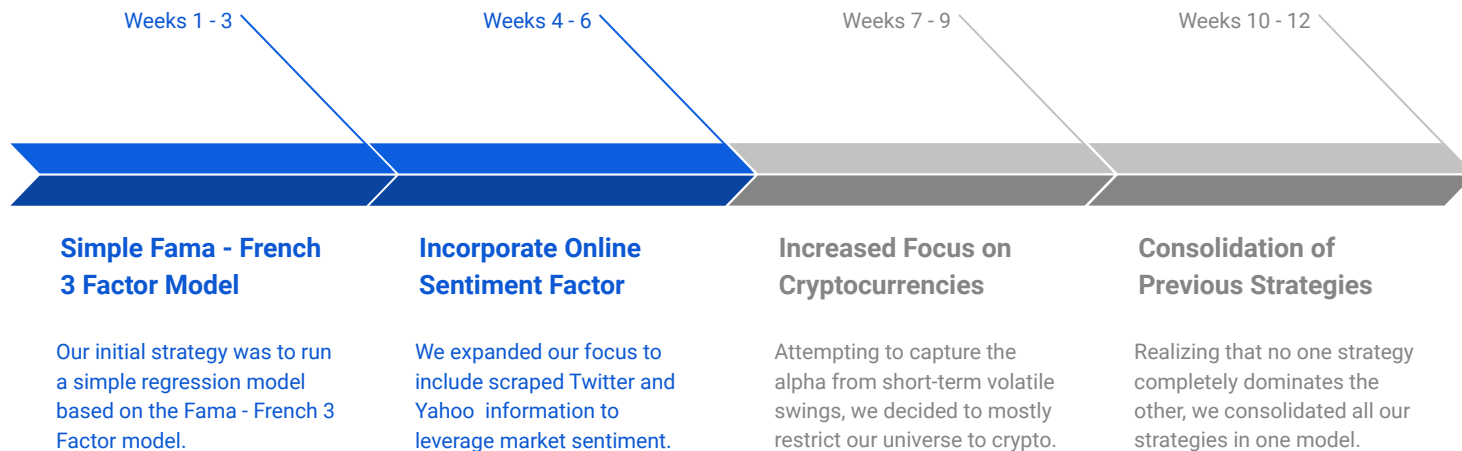 Weeks 1 - 3
Weeks 4 - 6
Weeks 7 - 9
Weeks 10 - 12
Simple Fama - French
3 Factor Model
Our initial strategy was to run
a simple regression model
based on the Fama - French 3
Factor model.
Incorporate Online
Sentiment Factor
We expanded our focus to
include scraped Twitter and
Yahoo  information to
leverage market sentiment.
Increased Focus on
Cryptocurrencies
Attempting to capture the
alpha from short-term volatile
swings, we decided to mostly
restrict our universe to crypto.
Consolidation of
Previous Strategies
Realizing that no one strategy
completely dominates the
other, we consolidated all our
strategies in one model.